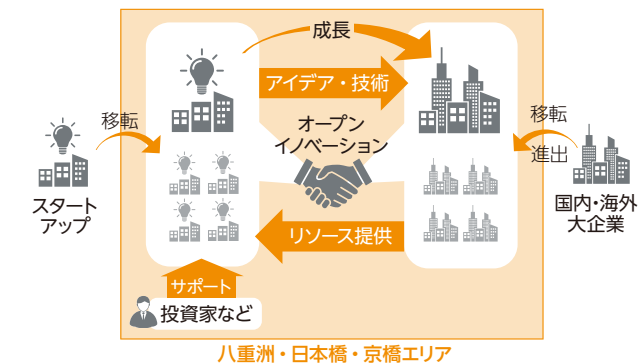 成長
アイデア・技術
オープン
イノベーション
リソース提供
移転
スタート
アップ
移転
進出
国内・海外
大企業
サポート
投資家など
八重洲・日本橋・京橋エリア